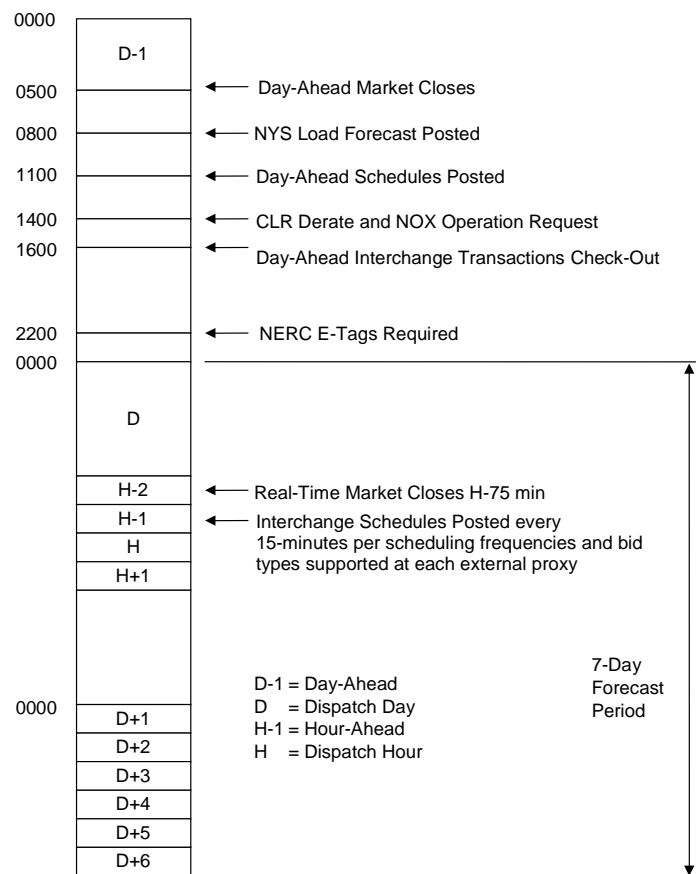 0000
D-1
0500
Day-Ahead Market Closes
0800
NYS Load Forecast Posted
1100
Day-Ahead Schedules Posted
1400
CLR Derate and NOX Operation Request
1600
Day-Ahead Interchange Transactions Check-Out
2200
NERC E-Tags Required
0000
D
H-2
Real-Time Market Closes H-75 min
H-1
Interchange Schedules Posted every
15-minutes per scheduling frequencies and bid
types supported at each external proxy
H
H+1
7-Day
Forecast
Period
D-1 = Day-Ahead
D = Dispatch Day
H-1 = Hour-Ahead
H = Dispatch Hour
0000
D+1
D+2
D+3
D+4
D+5
D+6